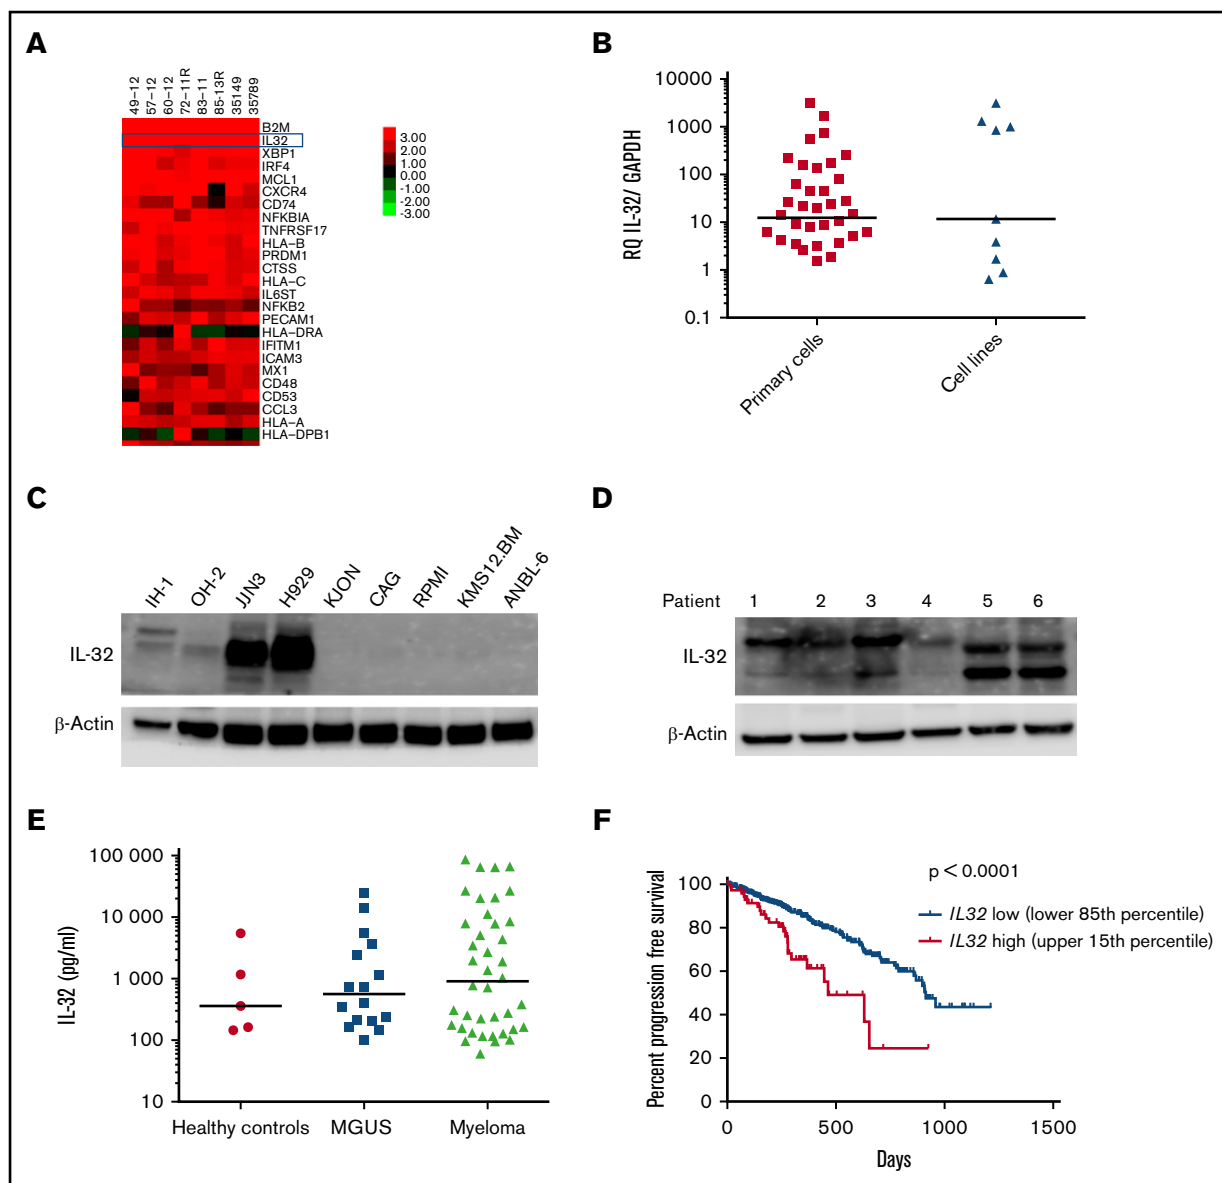 A
49-12
57-12
60-12
72-11R
83-11
85-13R
35149
35789
B2M
IL32
XBP1
IRF4
MCL1
CXCR4
CD74
NFKBIA
TNFRSF17
HLA-B
PRDM1
CTSS
HLA-C
IL6ST
NFKB2
PECAM1
HLA-DRA
IFITM1
ICAM3
MX1
CD48
CD53
CCL3
HLA-A
HLA-DPB1
3.00
2.00
1.00
0.00
-1.00
-2.00
-3.00
B
RQ IL-32/ GAPDH
10000
1000
100
10
1
0.1
Primary cells
Cell lines
C
IH-1
OH-2
JJN3
H929
KJON
CAG
RPMI
KMS12.BM
ANBL-6
IL-32
β-Actin
D
Patient 1 2 3 4 5 6
IL-32
β-Actin
E
IL-32 (pg/ml)
100 000
10 000
1 000
100
10
Healthy controls
MGUS
Myeloma
F
Percent progression free survival
100
80
60
40
20
0
p < 0.0001
IL32 low (lower 85th percentile)
IL32 high (upper 15th percentile)
0 500 1000 1500
Days